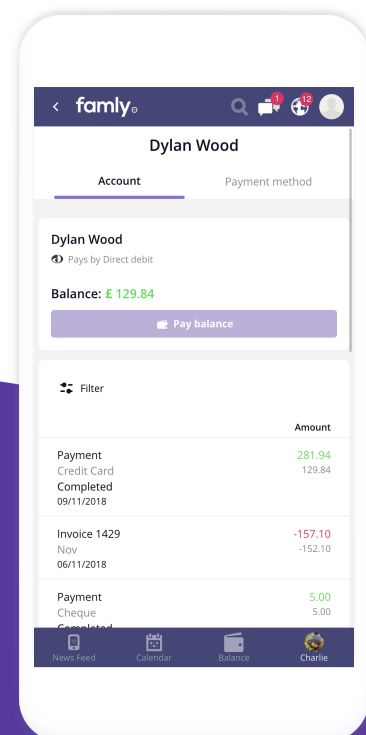 famly
1
12
Dylan Wood
Account Payment method
Dylan Wood
Pays by Direct debit
Balance: £ 129.84
Pay balance
Filter
Amount
Payment 281.94
Credit Card 129.84
Completed
09/11/2018
Invoice 1429 -157.10
Nov -152.10
06/11/2018
Payment 5.00
Cheque 5.00
Completed
News Feed Calendar Balance Charlie